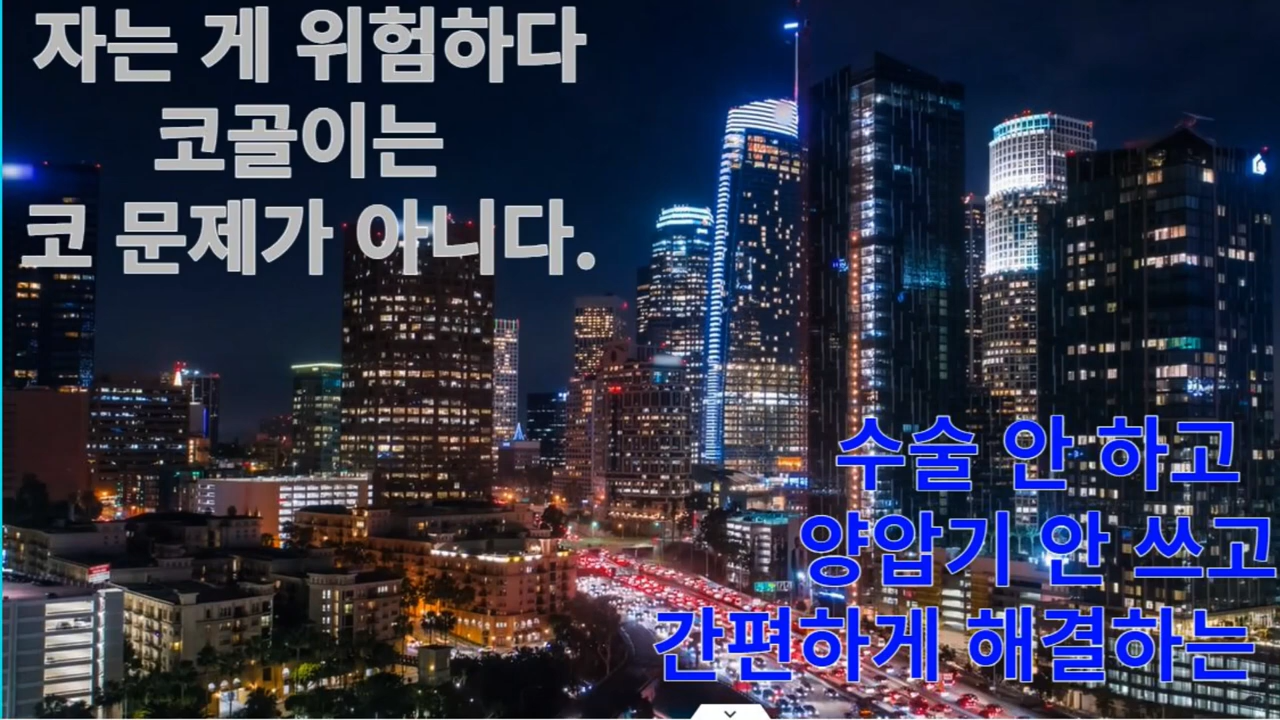 자는 게 위험하다
코골이는
코 문제가 아니다.
수술 안 하고
양압기 안 쓰고
간편하게 해결하는